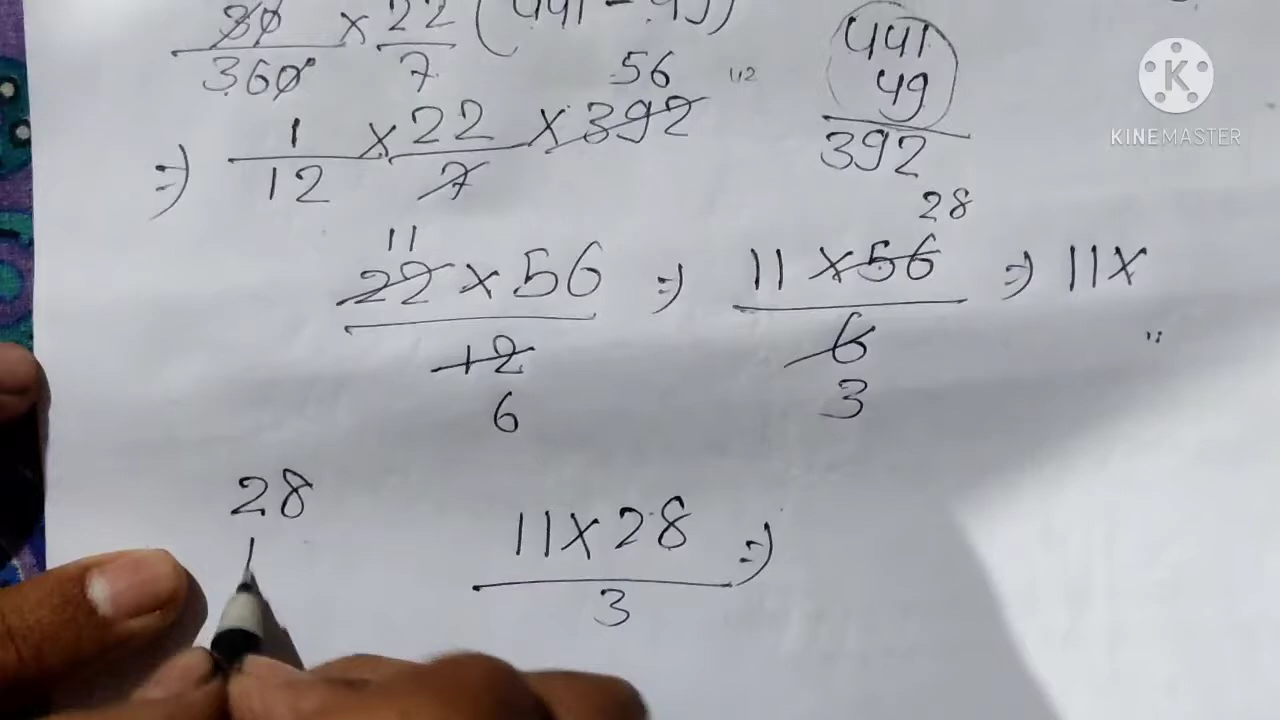 30/360 × 22/7 (441 - 49)
441
49
392
56
⇒ 1/12 × 22/7 × 392
11
22 × 56 / 12
6
⇒
28
11 × 56 / 6
3
⇒ 11×
28
1
11 × 28 / 3 ⇒
K
KINEMASTER